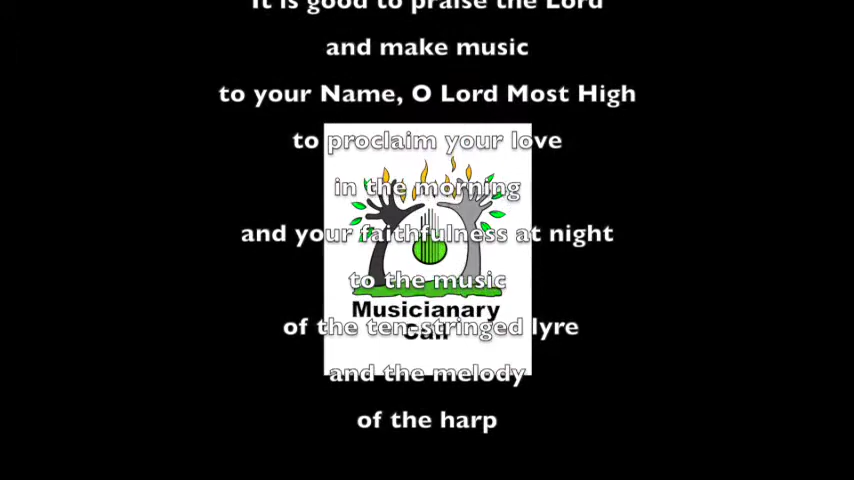 It is good to praise the Lord
and make music
to your Name, O Lord Most High
to proclaim your love
in the morning
and your faithfulness at night
to the music
Musicianary
of the ten-stringed lyre
Call
and the melody
of the harp